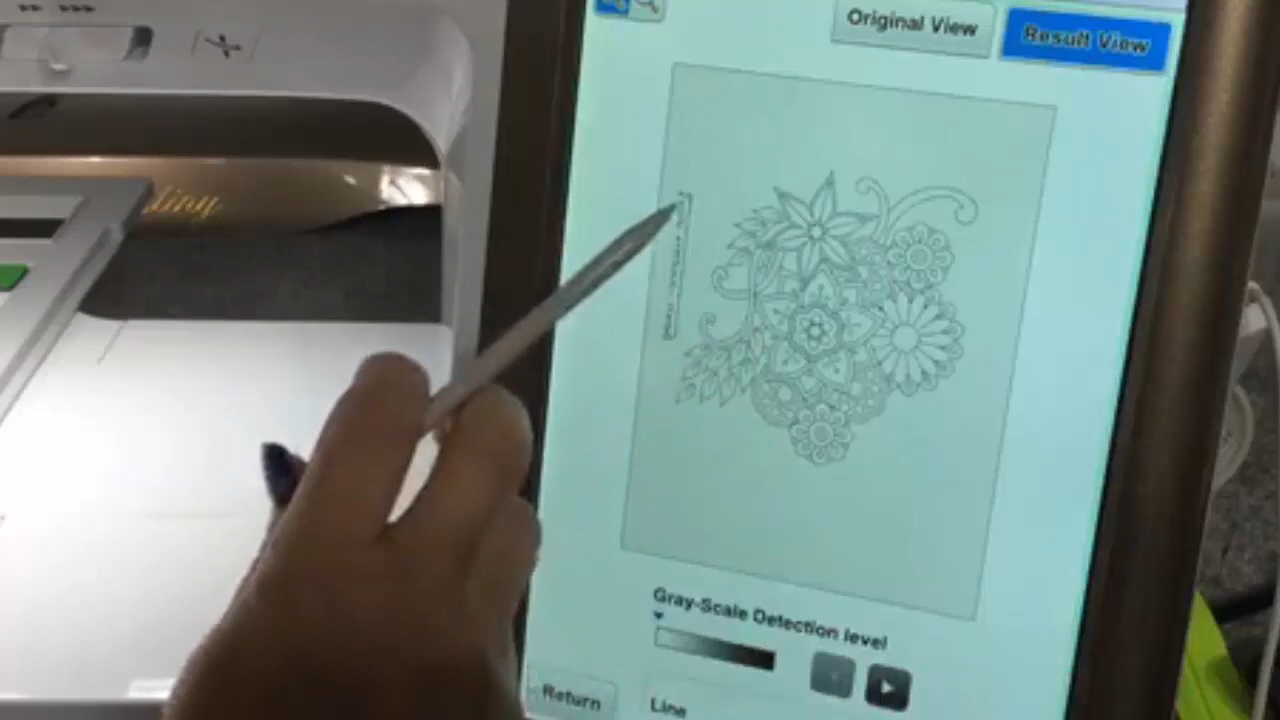 Original View
Result View
Gray-Scale Detection level
Return
Line